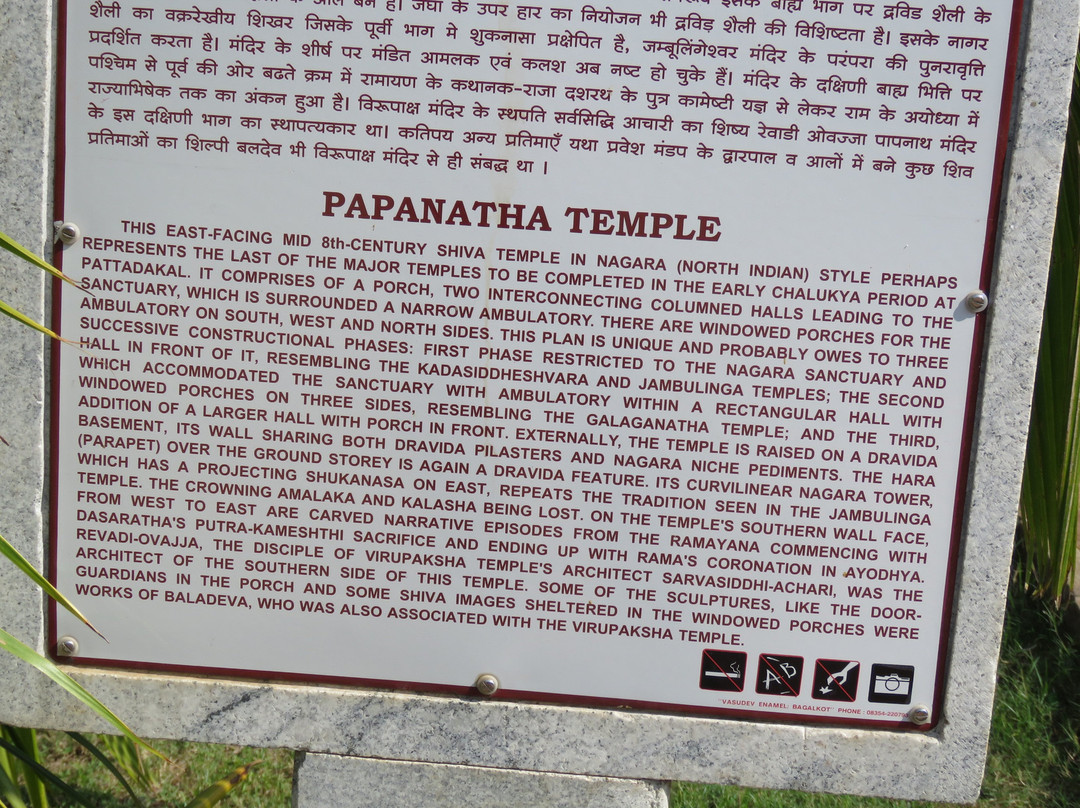 इसके बाह्य भाग पर द्रविड शैली के
के आले बने हैं। जंघा के उपर हार का नियोजन भी द्रविड़ शैली की विशिष्टता है। इसके नागर
शैली का वक्ररेखीय शिखर जिसके पूर्वी भाग मे शुकनासा प्रक्षेपित है, जम्बूलिंगेश्वर मंदिर के परंपरा की पुनरावृत्ति
प्रदर्शित करता है। मंदिर के शीर्ष पर मंडित आमलक एवं कलश अब नष्ट हो चुके हैं। मंदिर के दक्षिणी बाह्य भित्ति पर
पश्चिम से पूर्व की ओर बढते क्रम में रामायण के कथानक-राजा दशरथ के पुत्र कामेष्टी यज्ञ से लेकर राम के अयोध्या में
राज्याभिषेक तक का अंकन हुआ है। विरूपाक्ष मंदिर के स्थपति सर्वसिद्धि आचारी का शिष्य रेवाडी ओवज्जा पापनाथ मंदिर
के इस दक्षिणी भाग का स्थापत्यकार था। कतिपय अन्य प्रतिमाएँ यथा प्रवेश मंडप के द्वारपाल व आलों में बने कुछ शिव
प्रतिमाओं का शिल्पी बलदेव भी विरूपाक्ष मंदिर से ही संबद्ध था ।
PAPANATHA TEMPLE
THIS EAST-FACING MID 8th-CENTURY SHIVA TEMPLE IN NAGARA (NORTH INDIAN) STYLE PERHAPS
REPRESENTS THE LAST OF THE MAJOR TEMPLES TO BE COMPLETED IN THE EARLY CHALUKYA PERIOD AT
PATTADAKAL. IT COMPRISES OF A PORCH, TWO INTERCONNECTING COLUMNED HALLS LEADING TO THE
SANCTUARY, WHICH IS SURROUNDED A NARROW AMBULATORY. THERE ARE WINDOWED PORCHES FOR THE
AMBULATORY ON SOUTH, WEST AND NORTH SIDES. THIS PLAN IS UNIQUE AND PROBABLY OWES TO THREE
SUCCESSIVE CONSTRUCTIONAL PHASES: FIRST PHASE RESTRICTED TO THE NAGARA SANCTUARY AND
HALL IN FRONT OF IT, RESEMBLING THE KADASIDDHESHVARA AND JAMBULINGA TEMPLES; THE SECOND
WHICH ACCOMMODATED THE SANCTUARY WITH AMBULATORY WITHIN A RECTANGULAR HALL WITH
WINDOWED PORCHES ON THREE SIDES, RESEMBLING THE GALAGANATHA TEMPLE; AND THE THIRD,
ADDITION OF A LARGER HALL WITH PORCH IN FRONT. EXTERNALLY, THE TEMPLE IS RAISED ON A DRAVIDA
BASEMENT, ITS WALL SHARING BOTH DRAVIDA PILASTERS AND NAGARA NICHE PEDIMENTS. THE HARA
(PARAPET) OVER THE GROUND STOREY IS AGAIN A DRAVIDA FEATURE. ITS CURVILINEAR NAGARA TOWER,
WHICH HAS A PROJECTING SHUKANASA ON EAST, REPEATS THE TRADITION SEEN IN THE JAMBULINGA
TEMPLE. THE CROWNING AMALAKA AND KALASHA BEING LOST. ON THE TEMPLE'S SOUTHERN WALL FACE,
FROM WEST TO EAST ARE CARVED NARRATIVE EPISODES FROM THE RAMAYANA COMMENCING WITH
DASARATHA'S PUTRA-KAMESHTHI SACRIFICE AND ENDING UP WITH RAMA'S CORONATION IN AYODHYA.
REVADI-OVAJJA, THE DISCIPLE OF VIRUPAKSHA TEMPLE'S ARCHITECT SARVASIDDHI-ACHARI, WAS THE
ARCHITECT OF THE SOUTHERN SIDE OF THIS TEMPLE. SOME OF THE SCULPTURES, LIKE THE DOOR-
GUARDIANS IN THE PORCH AND SOME SHIVA IMAGES SHELTERED IN THE WINDOWED PORCHES WERE
WORKS OF BALADEVA, WHO WAS ALSO ASSOCIATED WITH THE VIRUPAKSHA TEMPLE.
AB
"VASUDEV ENAMEL: BAGALKOT" PHONE : 08354-